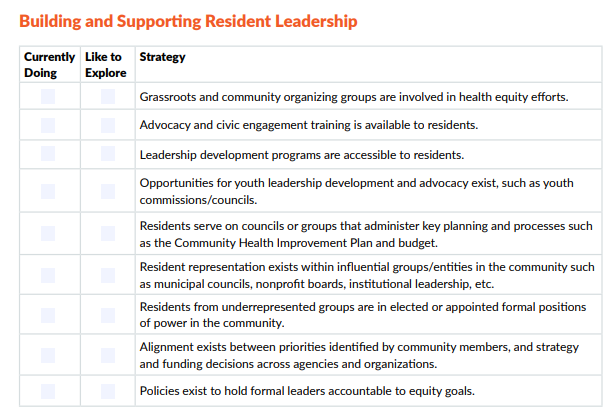 Building and Supporting Resident Leadership
Currently Doing
Like to Explore
Strategy
Grassroots and community organizing groups are involved in health equity efforts.
Advocacy and civic engagement training is available to residents.
Leadership development programs are accessible to residents.
Opportunities for youth leadership development and advocacy exist, such as youth
commissions/councils.
Residents serve on councils or groups that administer key planning and processes such
as the Community Health Improvement Plan and budget.
Resident representation exists within influential groups/entities in the community such
as municipal councils, nonprofit boards, institutional leadership, etc.
Residents from underrepresented groups are in elected or appointed formal positions
of power in the community.
Alignment exists between priorities identified by community members, and strategy
and funding decisions across agencies and organizations.
Policies exist to hold formal leaders accountable to equity goals.